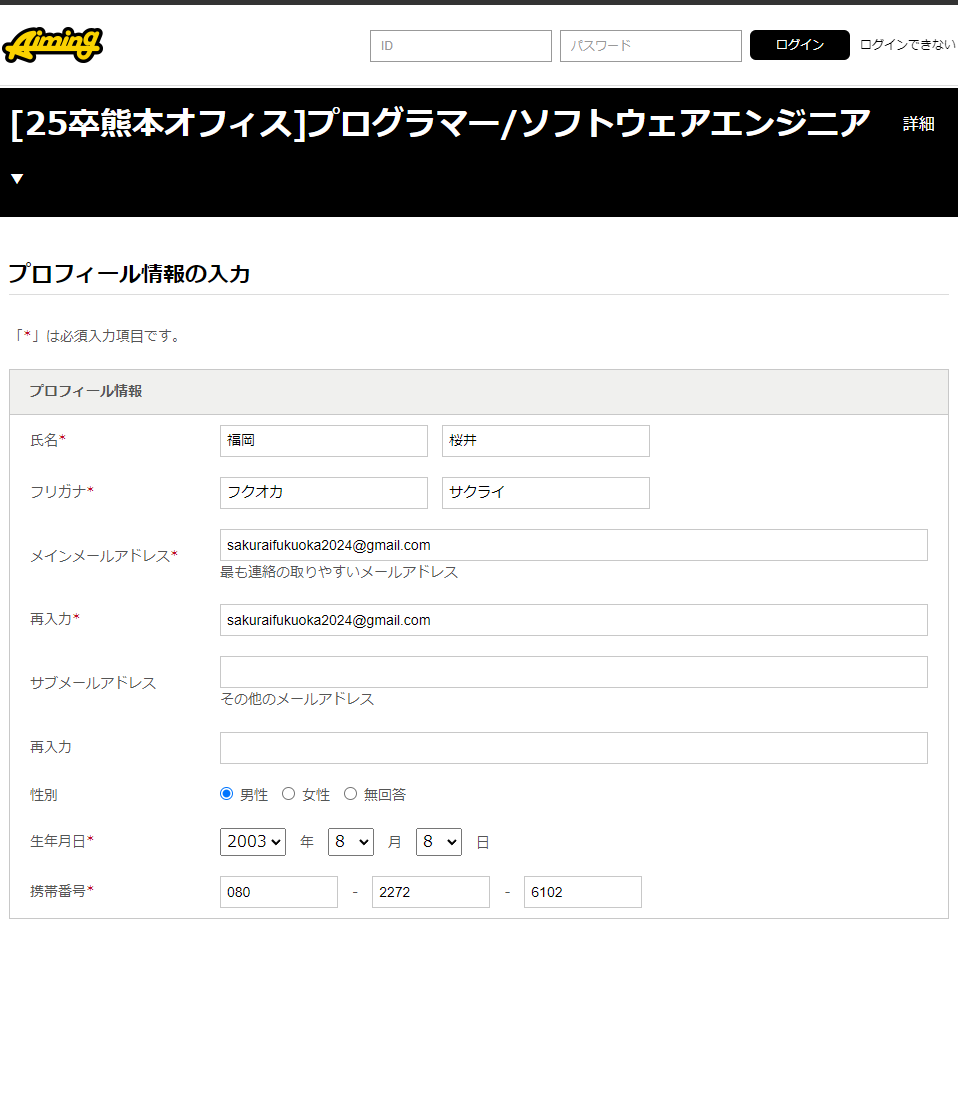 Aiming
ID パスワード ログイン ログインできない
[25卒熊本オフィス]プログラマー/ソフトウェアエンジニア 詳細
▼
プロフィール情報の入力
「*」は必須入力項目です。
プロフィール情報
氏名* 福岡 桜井
フリガナ* フクオカ サクライ
メインメールアドレス* sakuraifukuoka2024@gmail.com
最も連絡の取りやすいメールアドレス
再入力* sakuraifukuoka2024@gmail.com
サブメールアドレス
その他のメールアドレス
再入力
性別 男性 女性 無回答
生年月日* 2003 年 8 月 8 日
携帯番号* 080 - 2272 - 6102